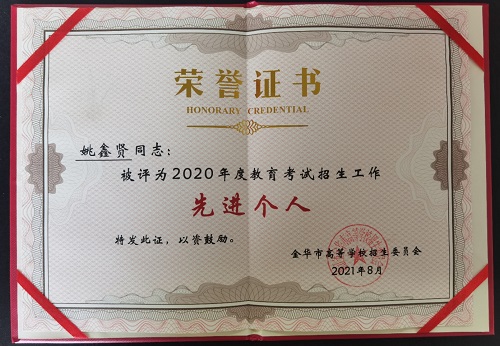 荣誉证书
HONORARY CREDENTIAL
姚鑫贤同志：
被评为2020年度教育考试招生工作
先进个人
特发此证，以资鼓励。
金华市高等学校招生委员会
2021年8月